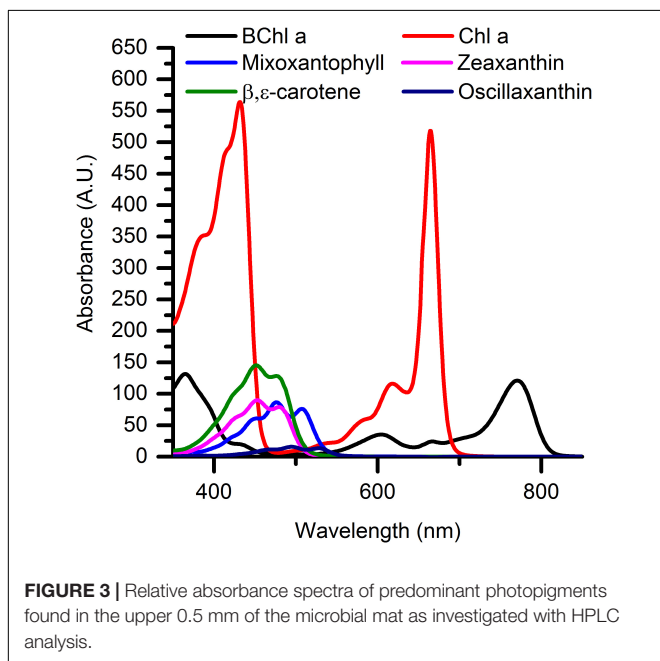 BChl a
Chl a
Mixoxantophyll
Zeaxanthin
β,ε-carotene
Oscillaxanthin
650
600
550
500
450
400
350
300
250
200
150
100
50
0
Absorbance (A.U.)
400
600
800
Wavelength (nm)
FIGURE 3 | Relative absorbance spectra of predominant photopigments
found in the upper 0.5 mm of the microbial mat as investigated with HPLC
analysis.